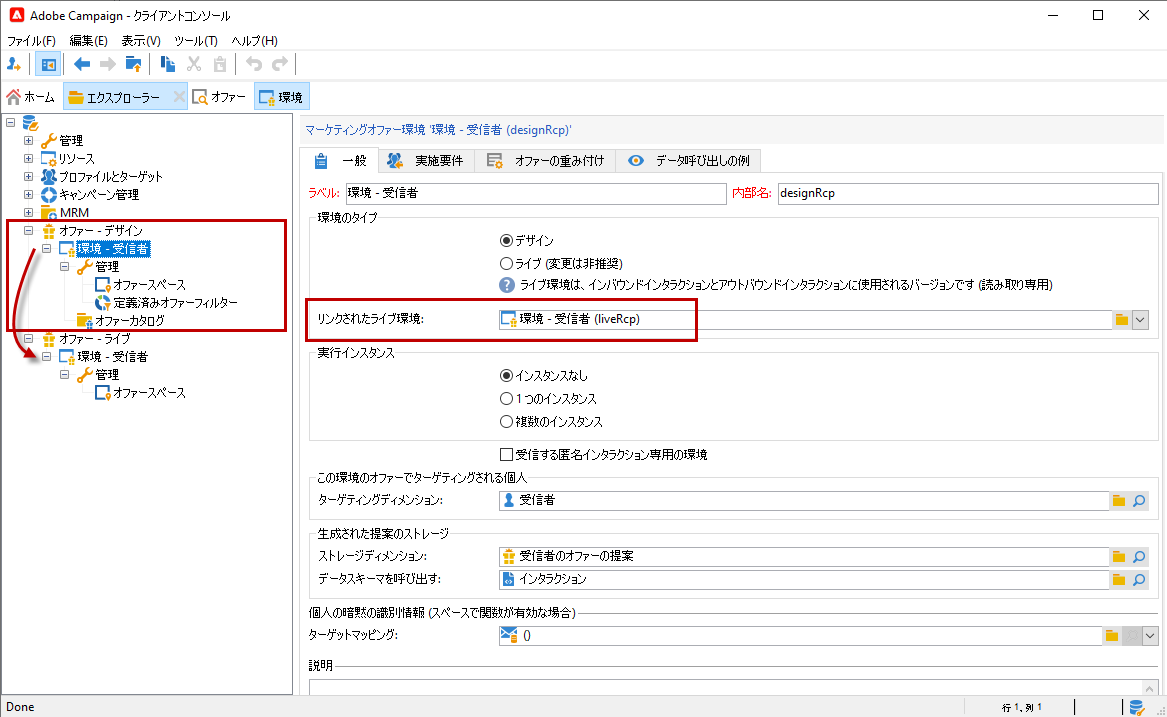 Adobe Campaign - クライアントコンソール
ファイル(F) 編集(E) 表示(V) ツール(T) ヘルプ(H)
ホーム エクスプローラー オファー 環境
管理
リソース
プロファイルとターゲット
キャンペーン管理
MRM
オファー - デザイン
環境 - 受信者
管理
オファースペース
定義済みオファーフィルター
オファーカタログ
オファー - ライブ
環境 - 受信者
管理
オファースペース
マーケティングオファー環境 '環境 - 受信者 (designRcp)'
一般 実施要件 オファーの重み付け データ呼び出しの例
ラベル: 環境 - 受信者 内部名: designRcp
環境のタイプ
デザイン
ライブ (変更は非推奨)
ライブ環境は、インバウンドインタラクションとアウトバウンドインタラクションに使用されるバージョンです (読み取り専用)
リンクされたライブ環境: 環境 - 受信者 (liveRcp)
実行インスタンス
インスタンスなし
1 つのインスタンス
複数のインスタンス
受信する匿名インタラクション専用の環境
この環境のオファーでターゲティングされる個人
ターゲティングディメンション: 受信者
生成された提案のストレージ
ストレージディメンション: 受信者のオファーの提案
データスキーマを呼び出す: インタラクション
個人の暗黙の識別情報 (スペースで関数が有効な場合)
ターゲットマッピング: ()
説明
Done 行 1, 列 1